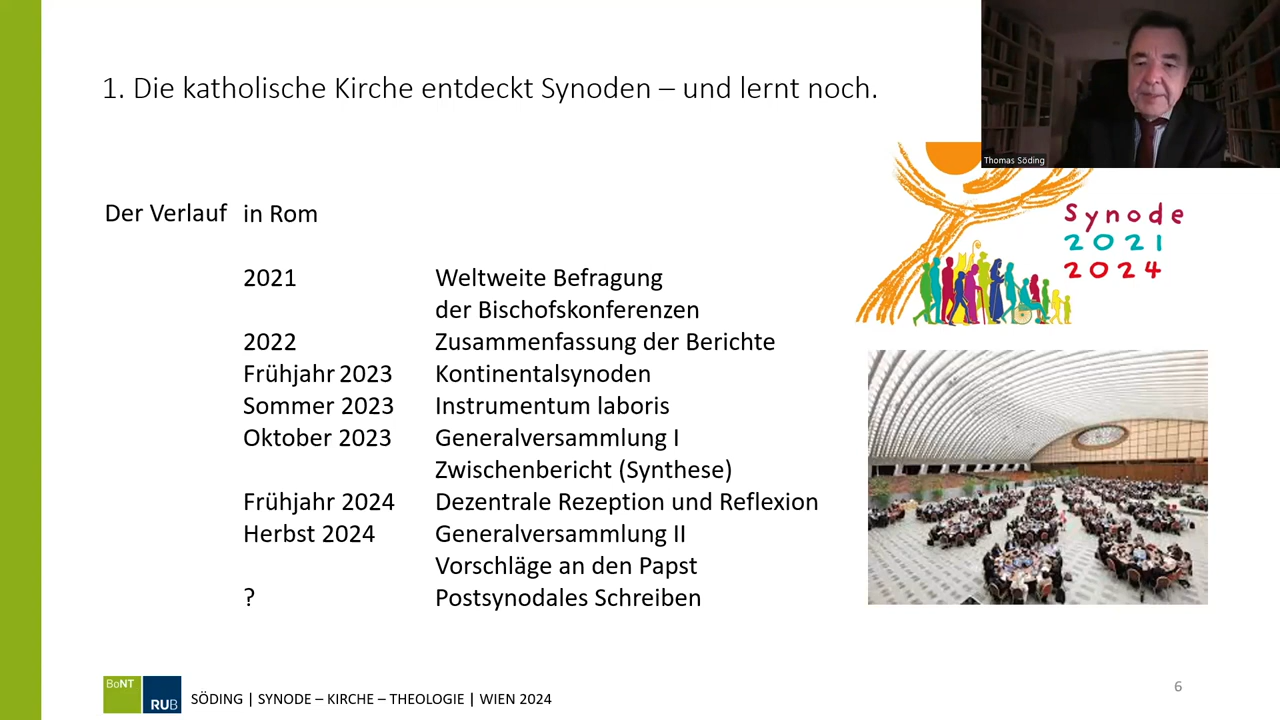 1. Die katholische Kirche entdeckt Synoden – und lernt noch.
Thomas Söding
Synode
2021
2024
Der Verlauf in Rom
2021 Weltweite Befragung
der Bischofskonferenzen
2022 Zusammenfassung der Berichte
Frühjahr 2023 Kontinentalsynoden
Sommer 2023 Instrumentum laboris
Oktober 2023 Generalversammlung I
Zwischenbericht (Synthese)
Frühjahr 2024 Dezentrale Rezeption und Reflexion
Herbst 2024 Generalversammlung II
Vorschläge an den Papst
? Postsynodales Schreiben
BoNT
RUB
SÖDING | SYNODE – KIRCHE – THEOLOGIE | WIEN 2024
6